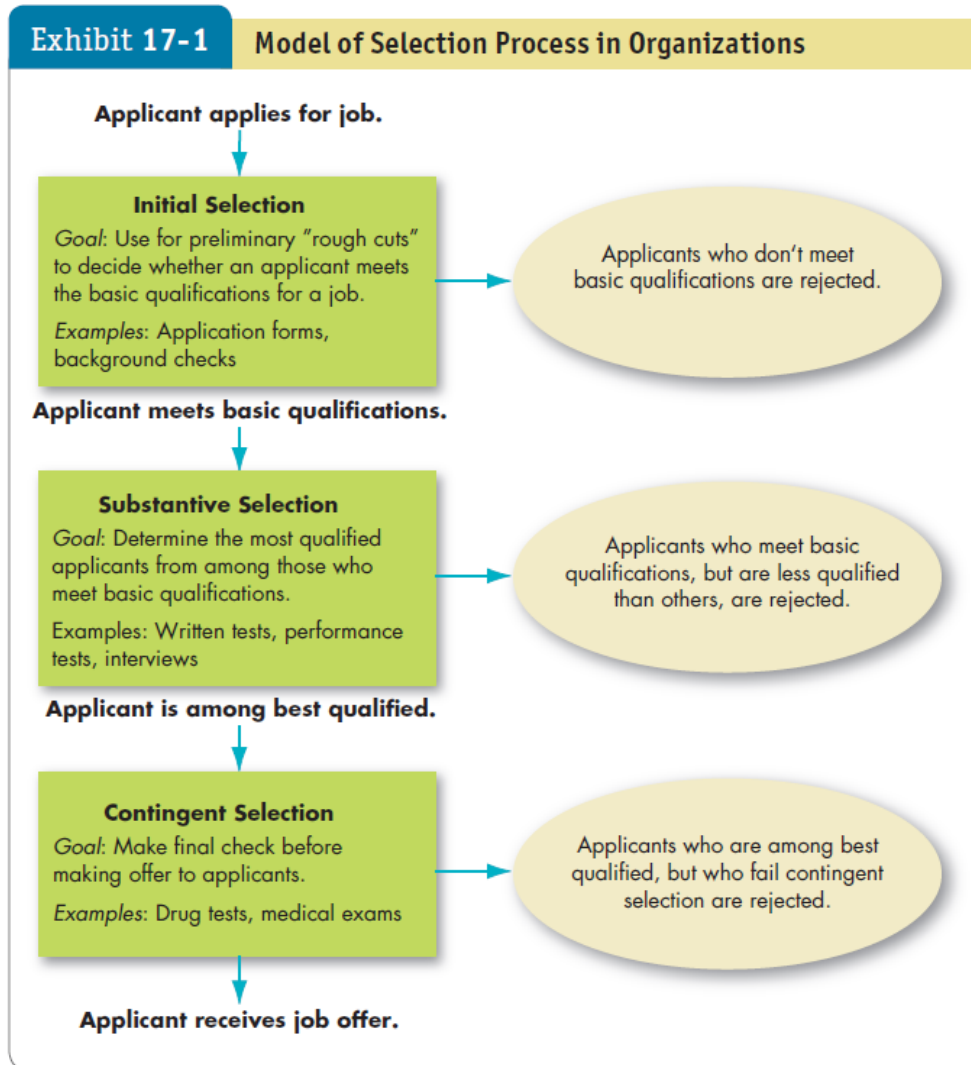 Exhibit 17-1
Model of Selection Process in Organizations
Applicant applies for job.
Initial Selection
Goal: Use for preliminary "rough cuts"
to decide whether an applicant meets
the basic qualifications for a job.
Examples: Application forms,
background checks
Applicants who don't meet
basic qualifications are rejected.
Applicant meets basic qualifications.
Substantive Selection
Goal: Determine the most qualified
applicants from among those who
meet basic qualifications.
Examples: Written tests, performance
tests, interviews
Applicants who meet basic
qualifications, but are less qualified
than others, are rejected.
Applicant is among best qualified.
Contingent Selection
Goal: Make final check before
making offer to applicants.
Examples: Drug tests, medical exams
Applicants who are among best
qualified, but who fail contingent
selection are rejected.
Applicant receives job offer.